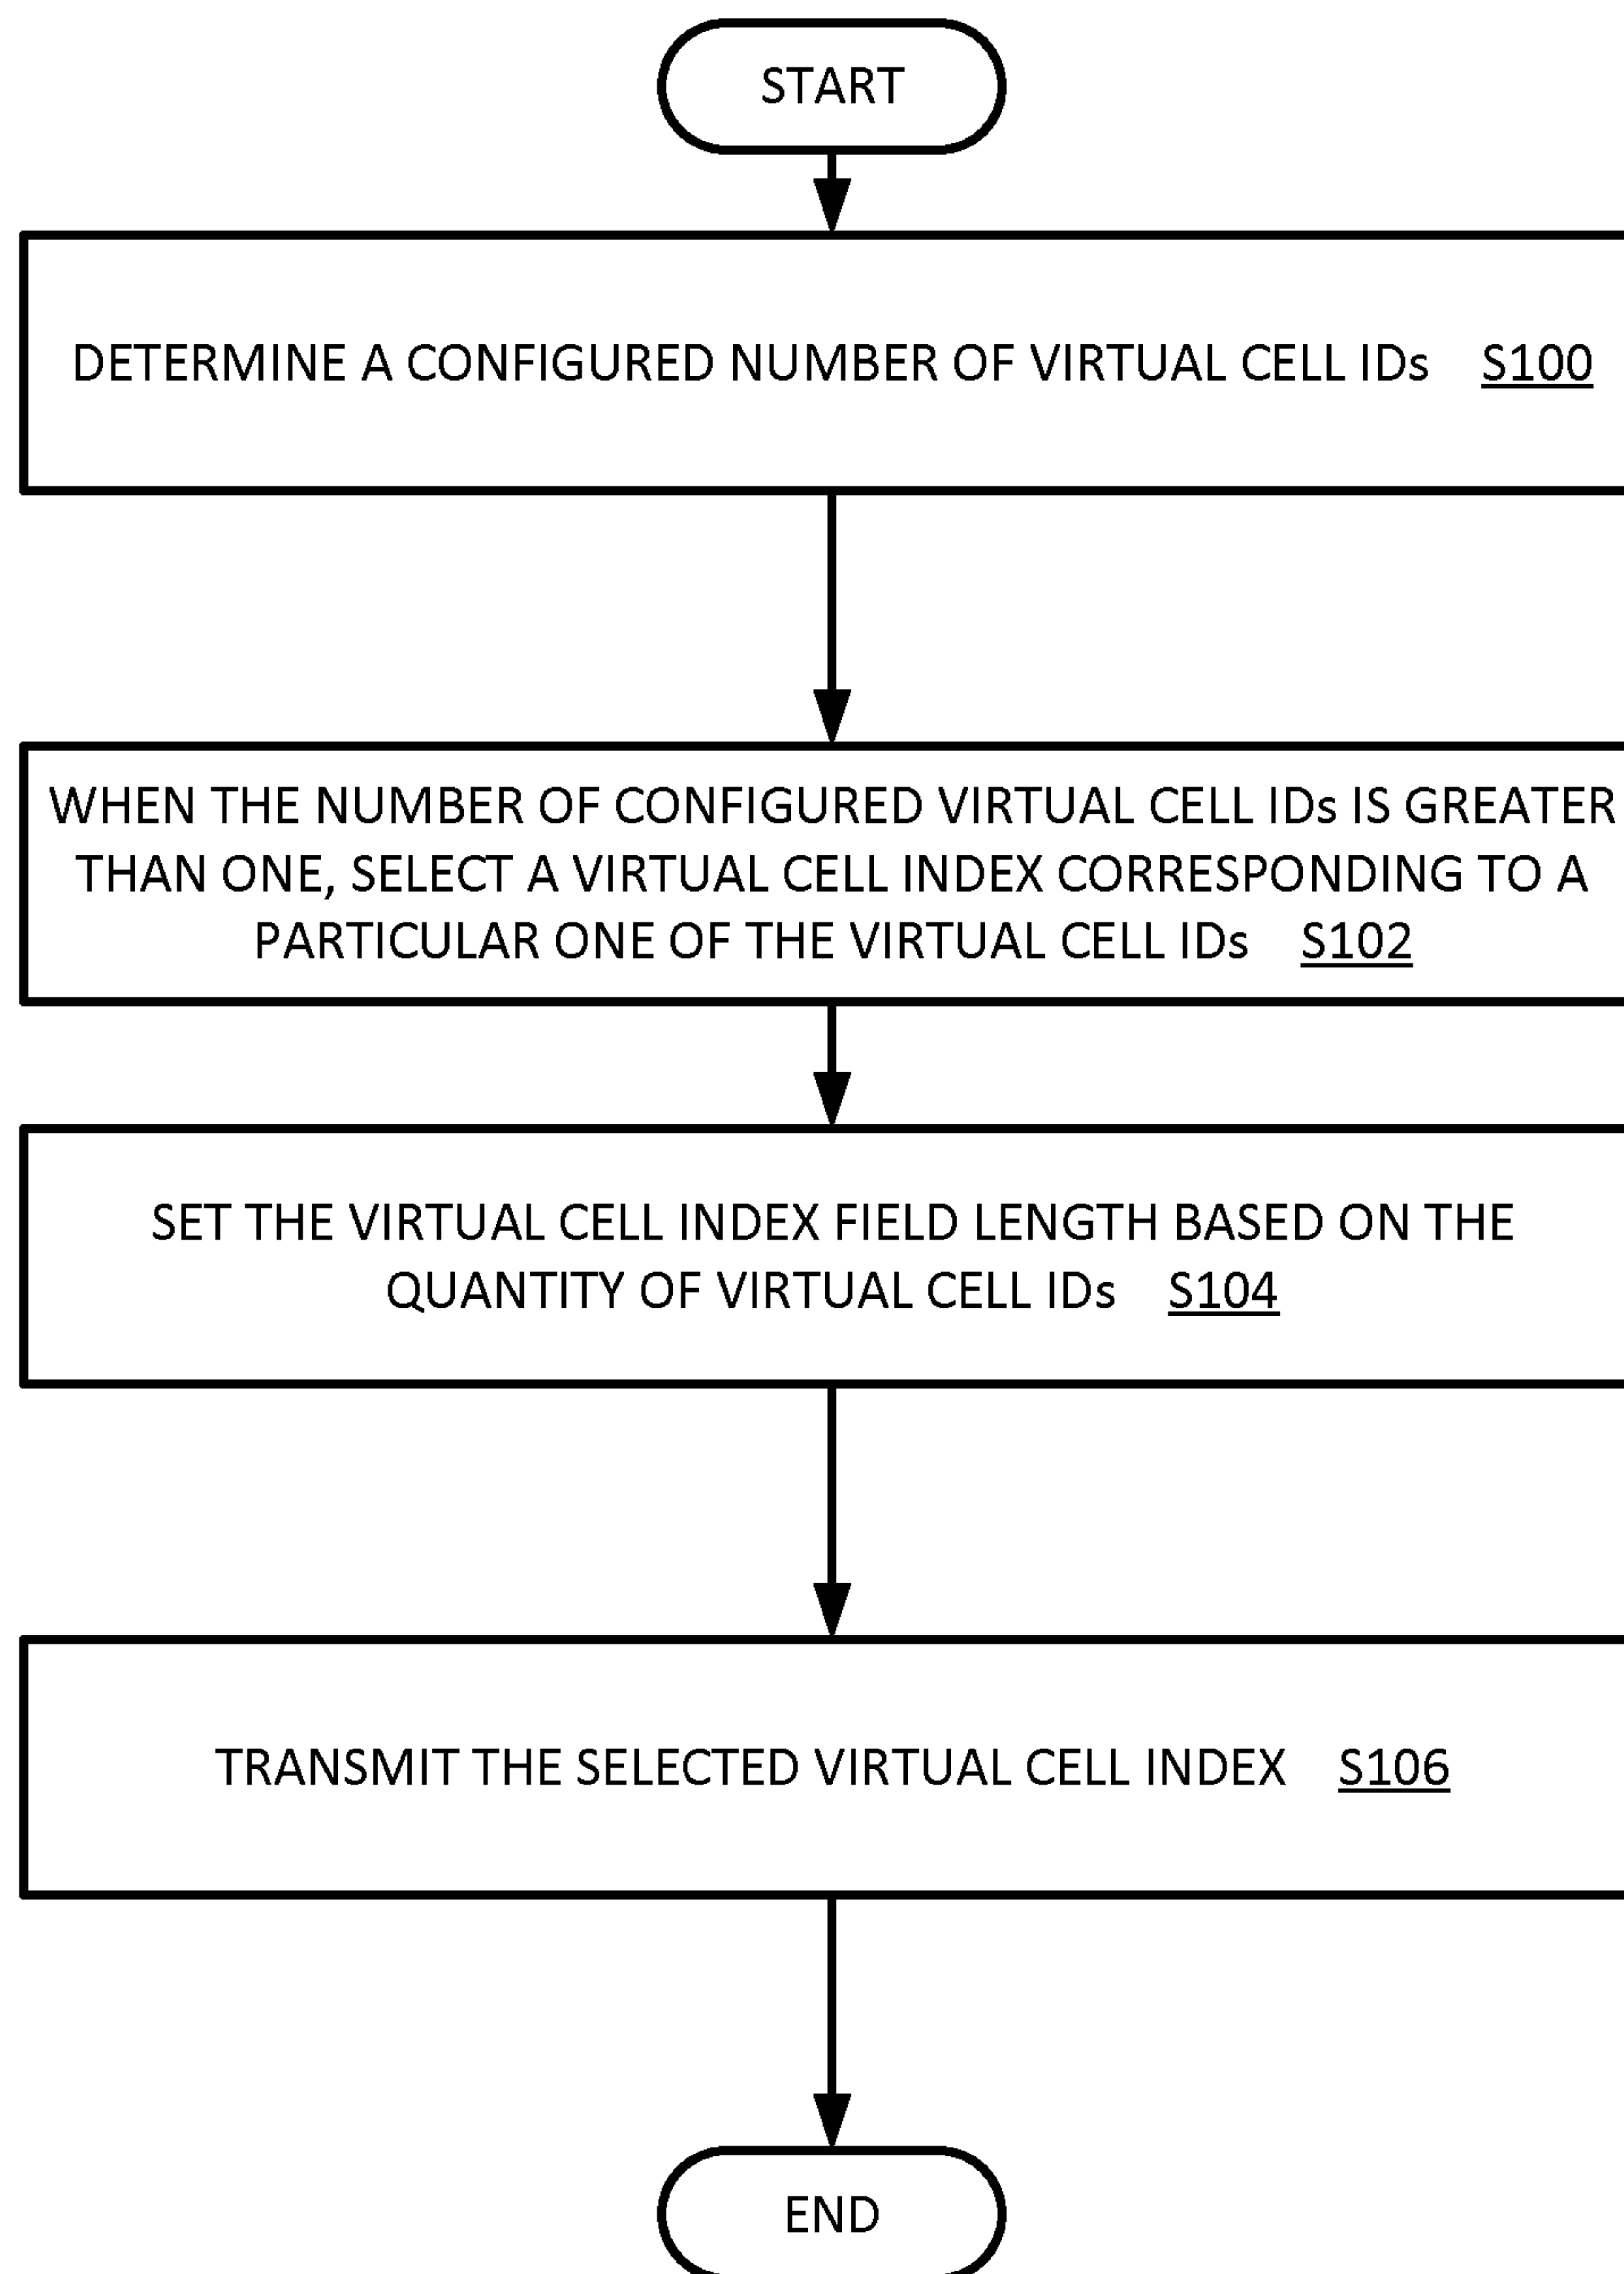 START
DETERMINE A CONFIGURED NUMBER OF VIRTUAL CELL IDs S100
WHEN THE NUMBER OF CONFIGURED VIRTUAL CELL IDs IS GREATER
THAN ONE, SELECT A VIRTUAL CELL INDEX CORRESPONDING TO A
PARTICULAR ONE OF THE VIRTUAL CELL IDs S102
SET THE VIRTUAL CELL INDEX FIELD LENGTH BASED ON THE
QUANTITY OF VIRTUAL CELL IDs S104
TRANSMIT THE SELECTED VIRTUAL CELL INDEX S106
END